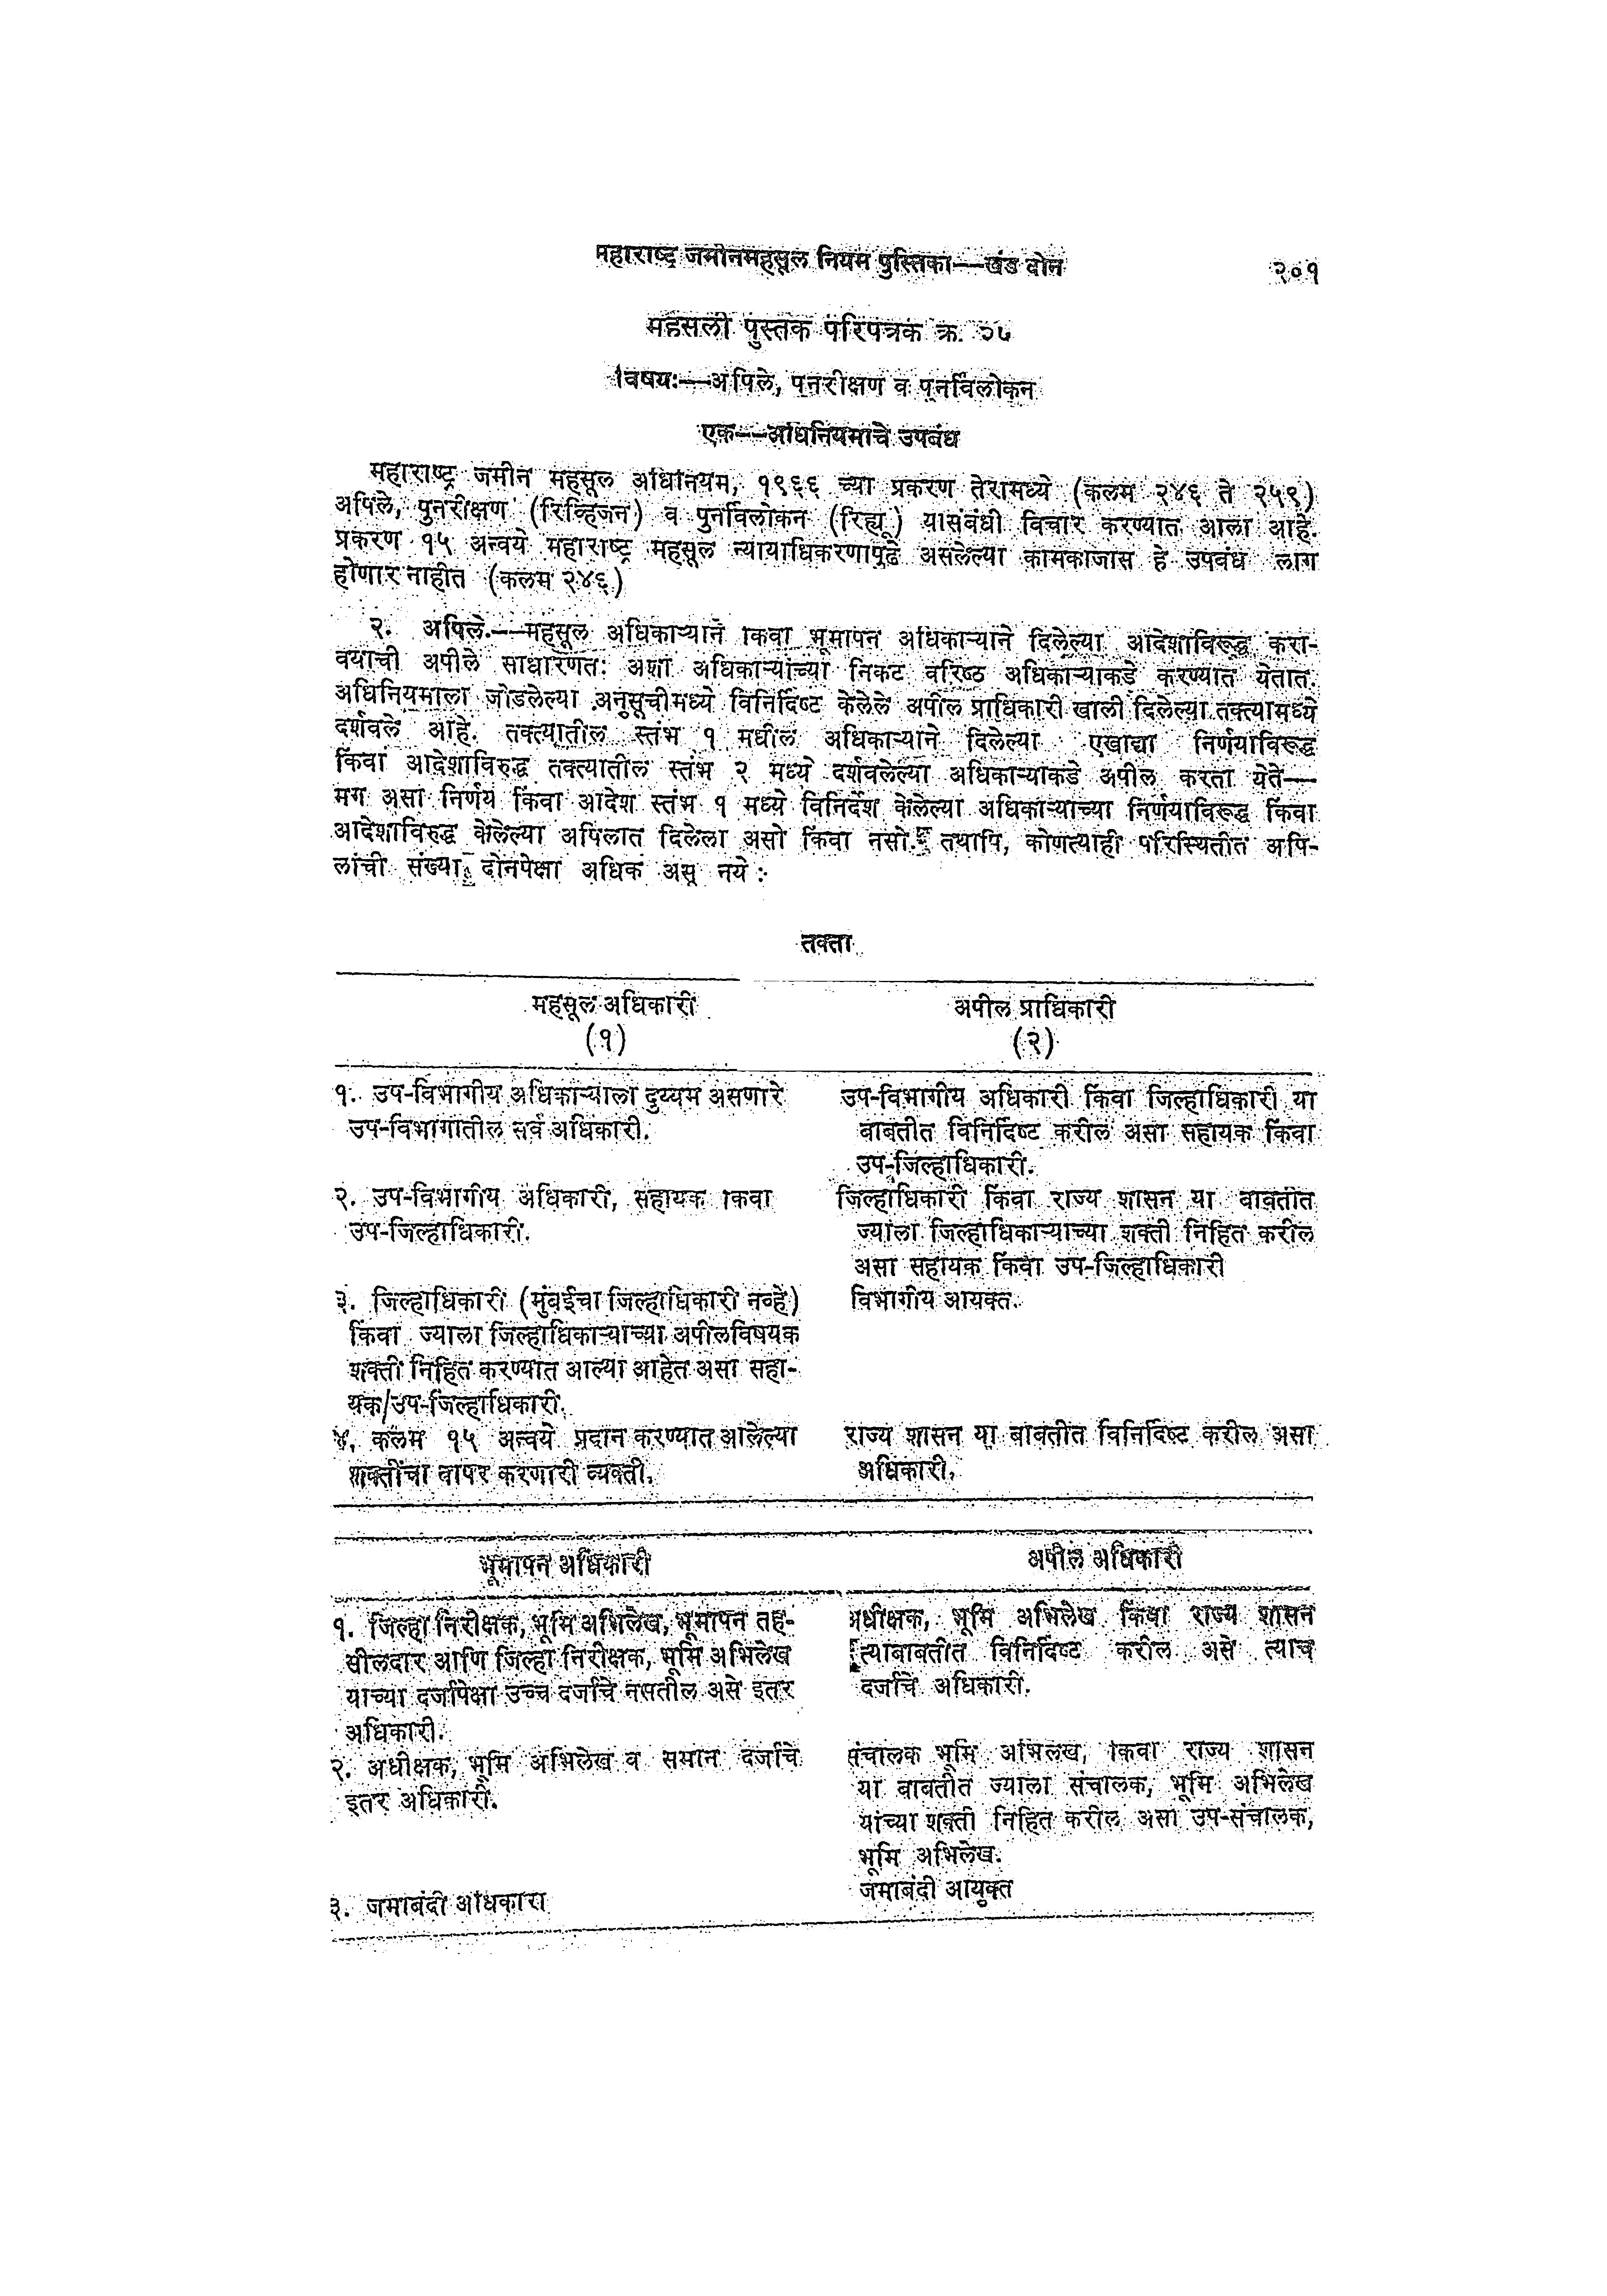 महाराष्ट्र जमीनमहसूल नियम पुस्तिका—खंड दोन २०१
महसूली पुस्तक परिपत्रक क्र.
विषयः—अपिले, पुनरीक्षण व पुनर्विलोकन
एक—अधिनियमाचे उपबंध
महाराष्ट्र जमीन महसूल अधिनियम, १९६६ च्या प्रकरण तेरामध्ये (कलम २४६ ते २५९)
अपिले, पुनरीक्षण (रिव्हिजन) व पुनर्विलोकन (रिह्यू) यासंबंधी विचार करण्यात आला आहे.
प्रकरण १५ अन्वये महाराष्ट्र महसूल न्यायाधिकरणापुढे असलेल्या कामकाजास हे उपबंध लागू
होणार नाहीत (कलम २४६)
२. अपिले.—महसूल अधिकाऱ्याने किंवा भूमापन अधिकाऱ्याने दिलेल्या आदेशाविरूद्ध करा-
वयाची अपीले साधारणतः अशा अधिकाऱ्यांच्या निकट वरिष्ठ अधिकाऱ्याकडे करण्यात येतात.
अधिनियमाला जोडलेल्या अनुसूचीमध्ये विनिर्दिष्ट केलेले अपील प्राधिकारी खाली दिलेल्या तक्त्यामध्ये
दर्शवले आहे. तक्त्यातील स्तंभ १ मधील अधिकाऱ्याने दिलेल्या एखाद्या निर्णयाविरूद्ध
किंवा आदेशाविरुद्ध तक्त्यातील स्तंभ २ मध्ये दर्शवलेल्या अधिकाऱ्याकडे अपील करता येते—
मग असा निर्णय किंवा आदेश स्तंभ १ मध्ये विनिर्देश केलेल्या अधिकाऱ्याच्या निर्णयाविरूद्ध किंवा
आदेशाविरुद्ध केलेल्या अपिलात दिलेला असो किंवा नसो. तथापि, कोणत्याही परिस्थितीत अपि-
लांची संख्या दोनपेक्षा अधिक असू नये :
तक्ता
महसूल अधिकारी अपील प्राधिकारी
(१) (२)
१. उप-विभागीय अधिकाऱ्याला दुय्यम असणारे उप-विभागीय अधिकारी किंवा जिल्हाधिकारी या
उप-विभागातील सर्व अधिकारी. बाबतीत विनिर्दिष्ट करील असा सहायक किंवा
उप-जिल्हाधिकारी.
२. उप-विभागीय अधिकारी, सहायक किंवा जिल्हाधिकारी किंवा राज्य शासन या बाबतीत
उप-जिल्हाधिकारी. ज्याला जिल्हाधिकाऱ्याच्या शक्ती निहित करील
असा सहायक किंवा उप-जिल्हाधिकारी
३. जिल्हाधिकारी (मुंबईचा जिल्हाधिकारी नव्हे) विभागीय आयक्त.
किंवा ज्याला जिल्हाधिकाऱ्याच्या अपीलविषयक
शक्ती निहित करण्यात आल्या आहेत असा सहा-
यक/उप-जिल्हाधिकारी.
४. कलम १५ अन्वये प्रदान करण्यात आलेल्या राज्य शासन या बाबतीत विनिर्दिष्ट करील असा
शक्तींचा वापर करणारी व्यक्ती. अधिकारी.
भूमापन अधिकारी अपील अधिकारी
१. जिल्हा निरीक्षक, भूमि अभिलेख, भूमापन तह- अधीक्षक, भूमि अभिलेख किंवा राज्य शासन
सीलदार आणि जिल्हा निरीक्षक, भूमि अभिलेख त्याबाबतीत विनिर्दिष्ट करील असे त्याच
याच्या दर्जापेक्षा उच्च दर्जाचे नसतील असे इतर दर्जाचे अधिकारी.
अधिकारी.
२. अधीक्षक, भूमि अभिलेख व समान दर्जाचे संचालक भूमि अभिलेख, किंवा राज्य शासन
इतर अधिकारी. या बाबतीत ज्याला संचालक, भूमि अभिलेख
यांच्या शक्ती निहित करील असा उप-संचालक,
भूमि अभिलेख.
३. जमाबंदी अधिकारी जमाबंदी आयुक्त